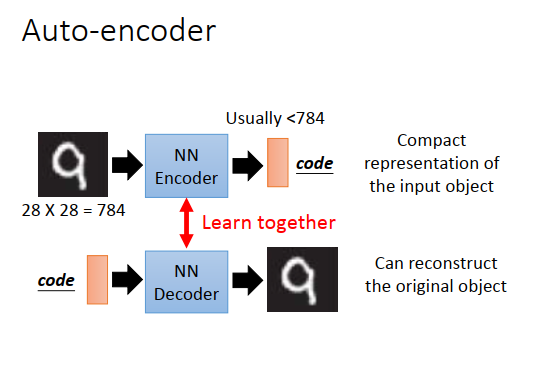 Auto-encoder
Usually <784
NN
Encoder
code
Compact
representation of
the input object
28 X 28 = 784
Learn together
code
NN
Decoder
Can reconstruct
the original object